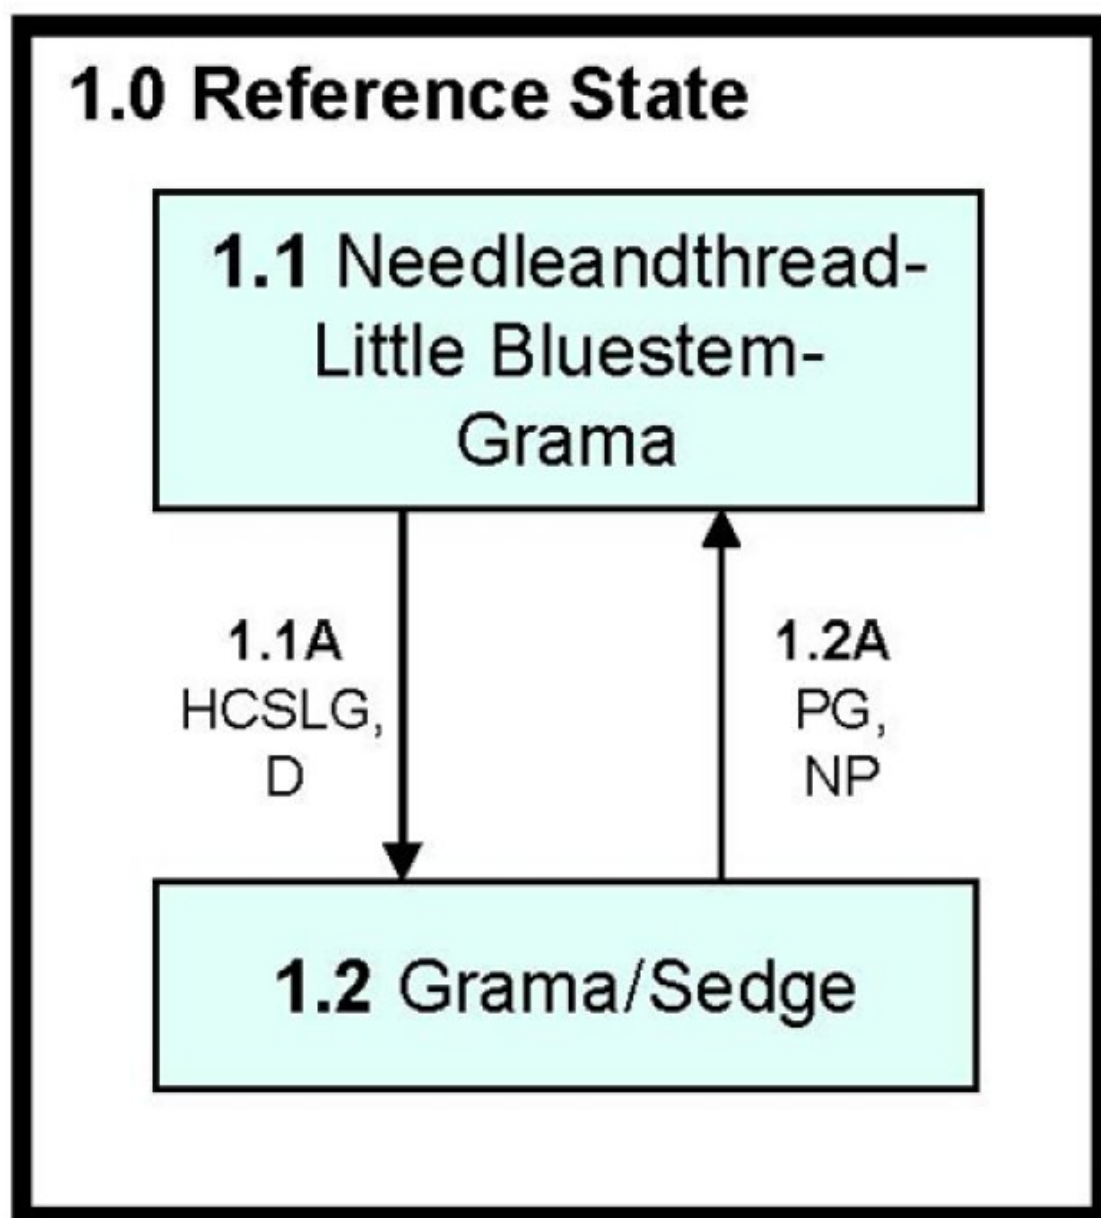 1.0 Reference State
1.1 Needleandthread-
Little Bluestem-
Grama
1.1A
HCSLG,
D
1.2A
PG,
NP
1.2 Grama/Sedge